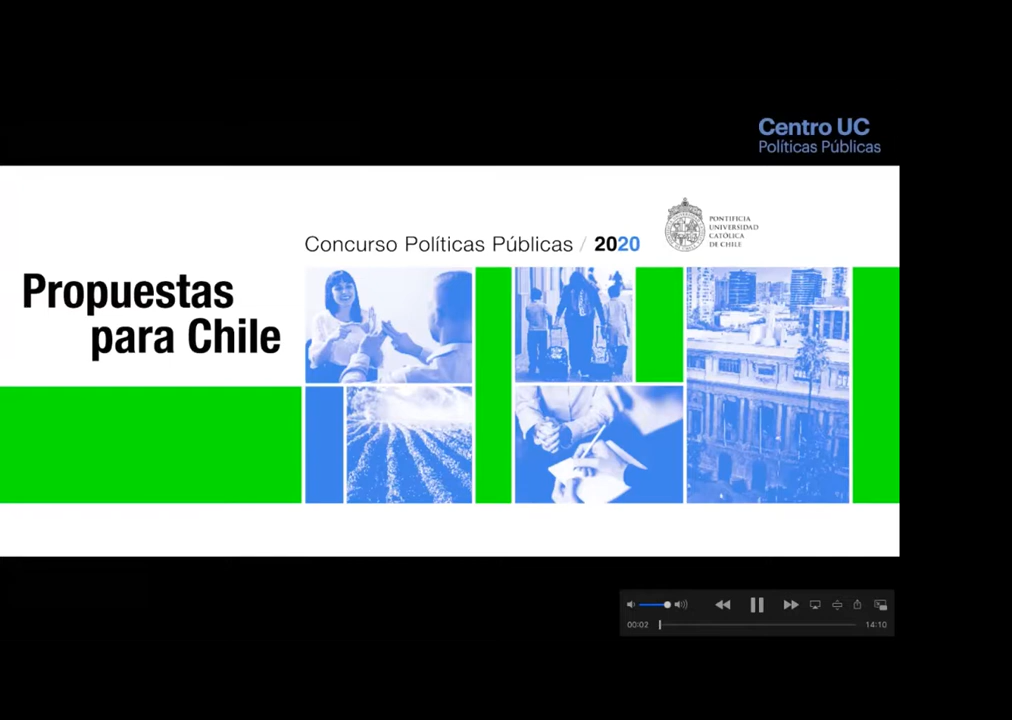 Centro UC
Políticas Públicas
PONTIFICIA
UNIVERSIDAD
CATÓLICA
DE CHILE
Concurso Políticas Públicas / 2020
Propuestas
para Chile
00:02
14:10